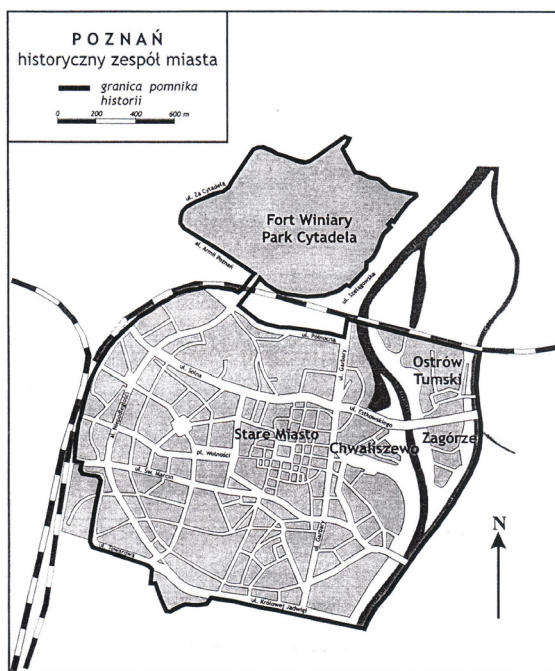 POZNAŃ
historyczny zespół miasta
granica pomnika
historii
0 200 400 600 m
ul. Za Cytadelą
Fort Winiary
Park Cytadela
al. Armii Poznań
ul. Szelągowska
ul. Północna
ul. Garbary
Ostrów
Tumski
ul. Solna
ul. Estkowskiego
Stare Miasto
Chwaliszewo
Zagórze
pl. Wolności
ul. Św. Marcin
ul. Garbary
N
ul. Towarowa
ul. Królowej Jadwigi